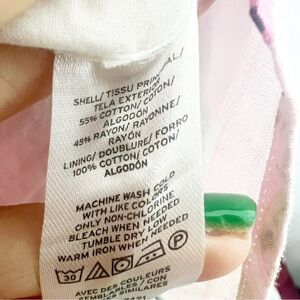 SHELL/ TISSU PRINCIPAL/
TELA EXTERIOR
55% COTTON/ COTON/
ALGODÓN
45% RAYON/ RAYONNE/
RAYÓN
LINING/ DOUBLURE/ FORRO
100% COTTON/ COTON/
ALGODÓN
MACHINE WASH COLD
WITH LIKE COLORS
ONLY NON-CHLORINE
BLEACH WHEN NEEDED
TUMBLE DRY LOW
WARM IRON WHEN NEEDED
30 P
AVEC DES COULEURS